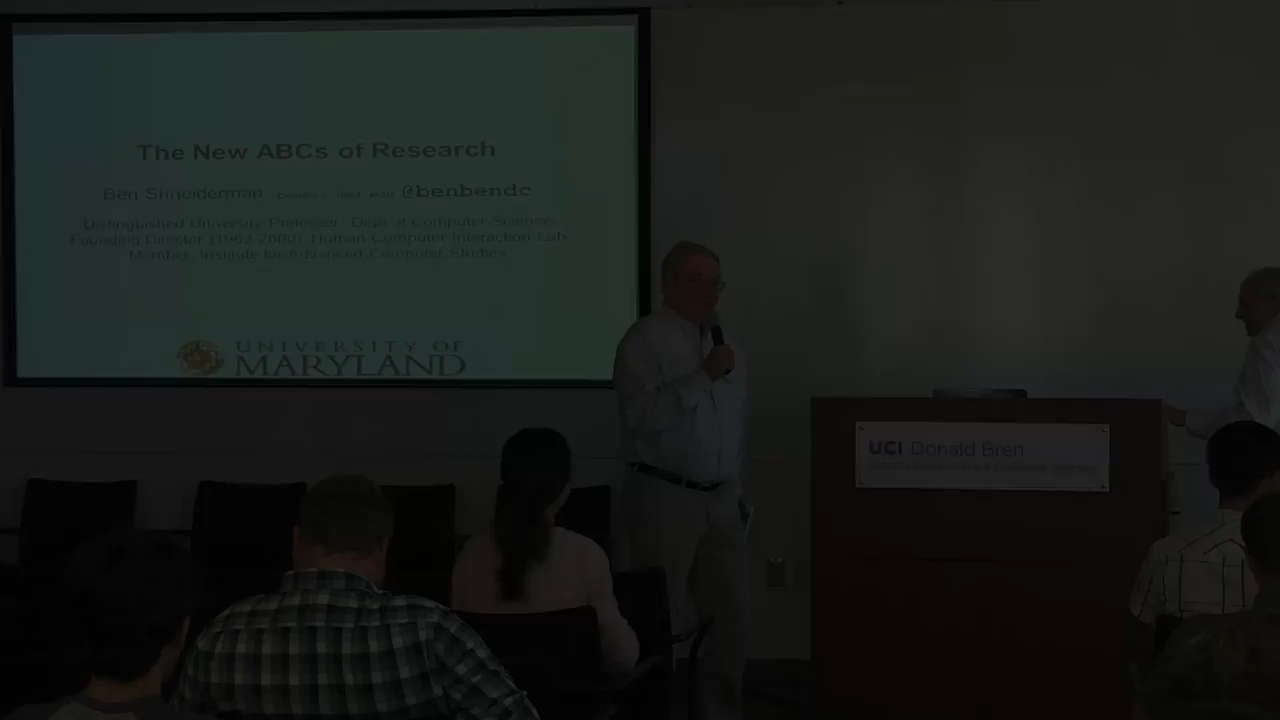 The New ABCs of Research
Ben Shneiderman @benbendc
Distinguished University Professor, Dept of Computer Science
Founding Director (1983-2000), Human-Computer Interaction Lab
Member, Institute for Advanced Computer Studies
UNIVERSITY OF
MARYLAND
UCI Donald Bren